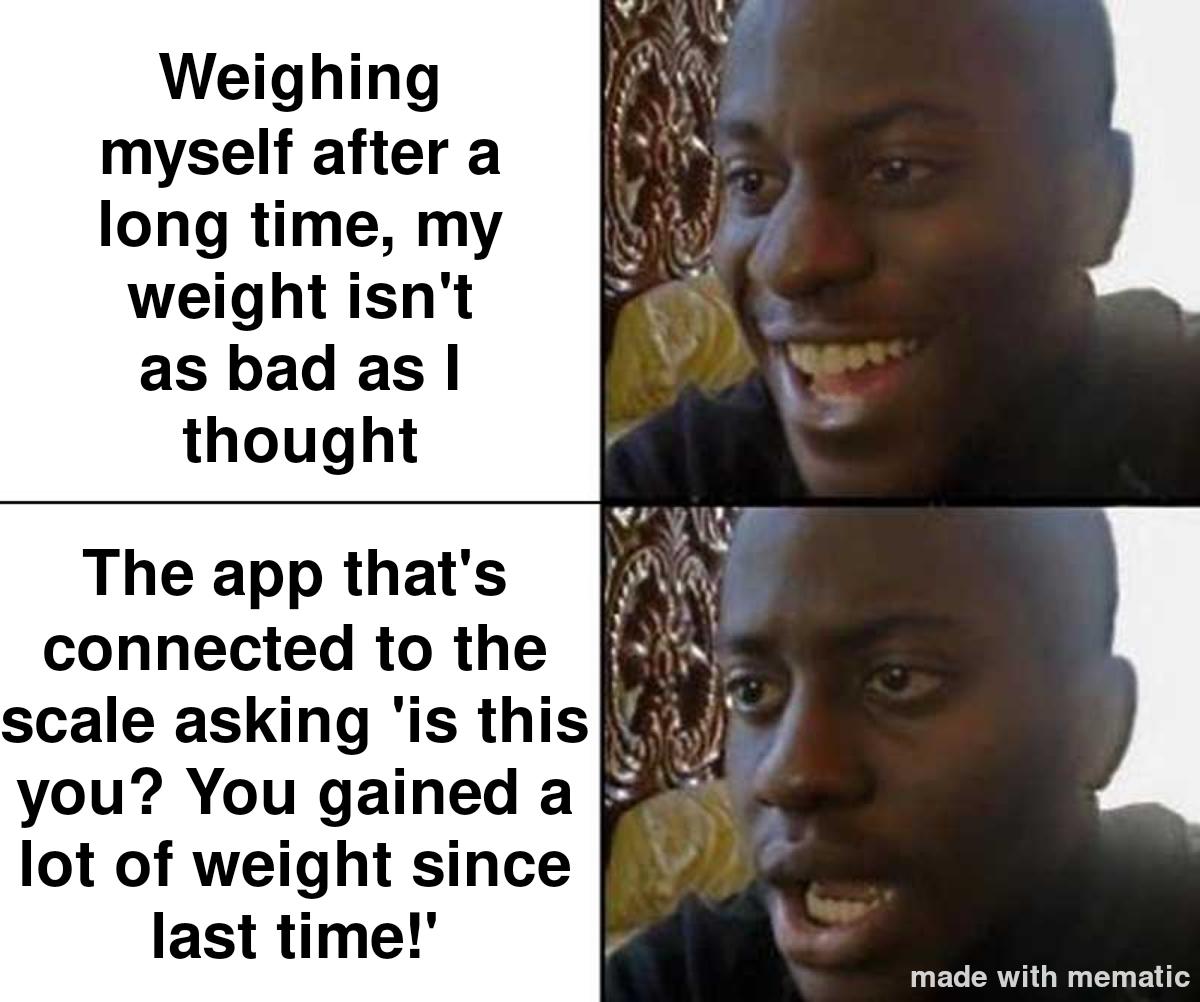 Weighing
myself after a
long time, my
weight isn't
as bad as I
thought
The app that's
connected to the
scale asking 'is this
you? You gained a
lot of weight since
last time!'
made with mematic